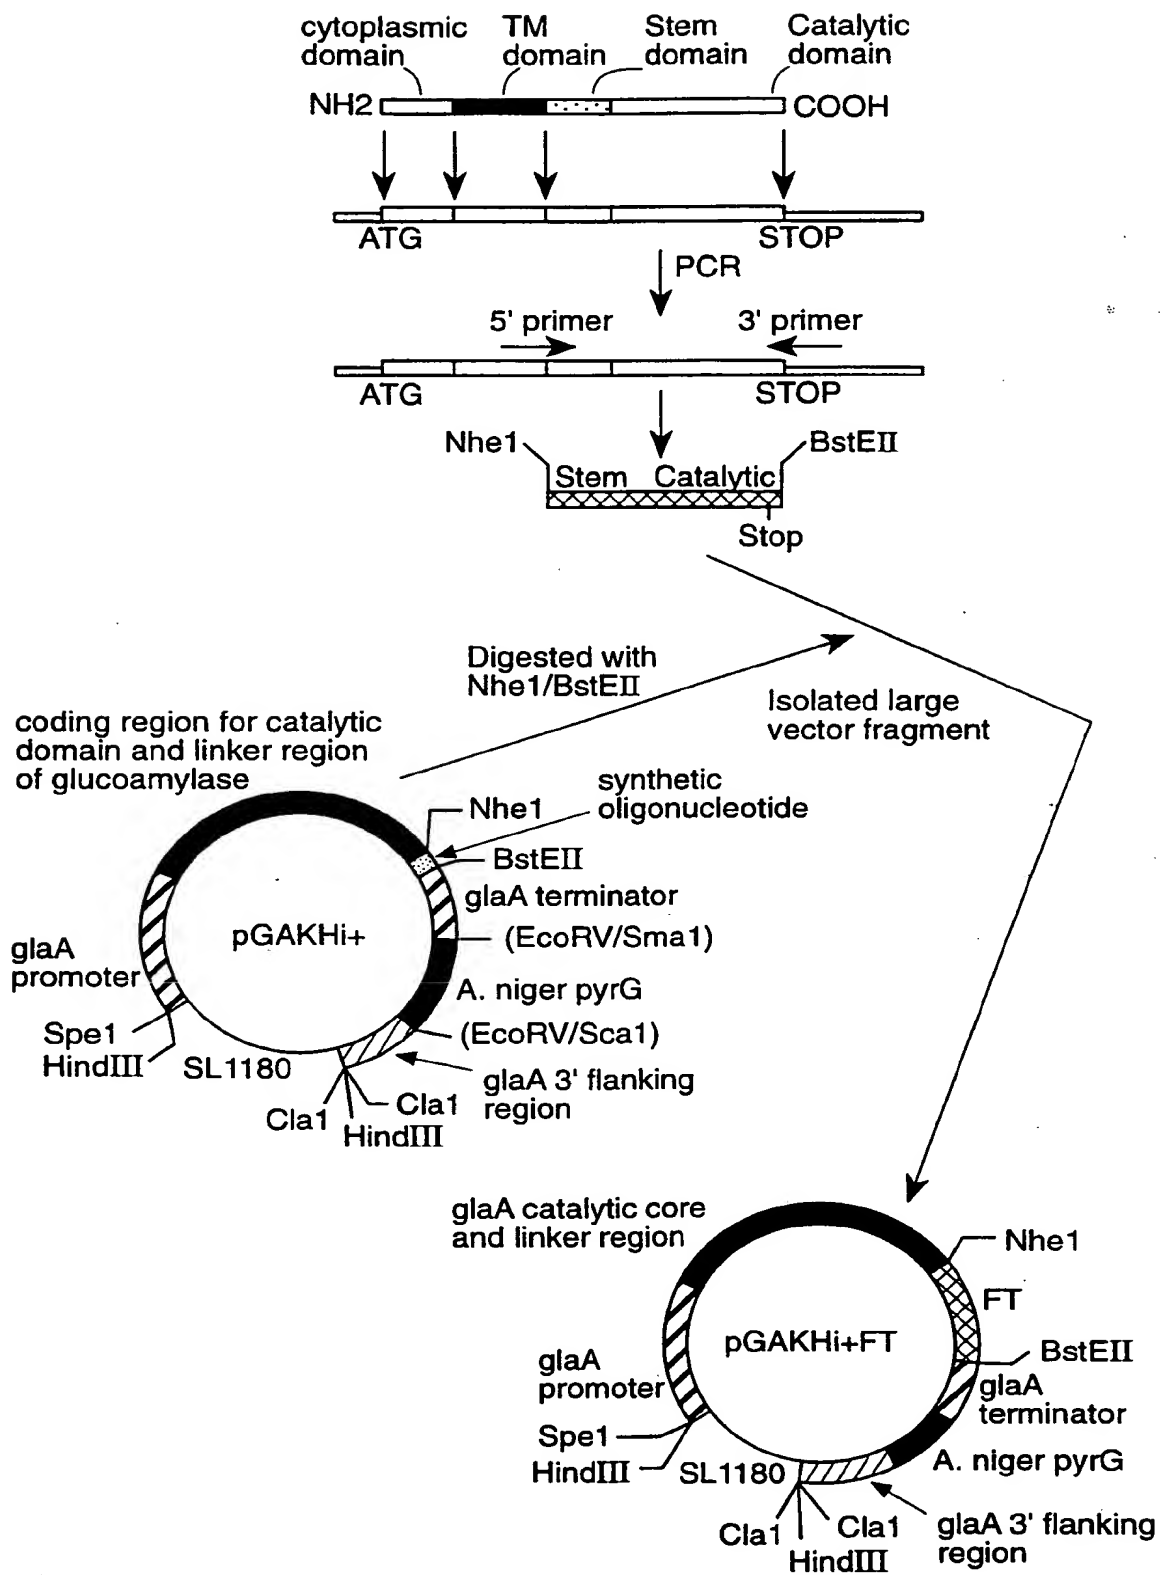 cytoplasmic
domain
TM
domain
Stem
domain
Catalytic
domain
NH2
COOH
ATG
STOP
PCR
5' primer
3' primer
ATG
STOP
Nhe1
BstEII
Stem
Catalytic
Stop
Digested with
Nhe1/BstEII
Isolated large
vector fragment
coding region for catalytic
domain and linker region
of glucoamylase
synthetic
oligonucleotide
Nhe1
BstEII
glaA terminator
(EcoRV/Sma1)
pGAKHi+
glaA
promoter
A. niger pyrG
Spe1
(EcoRV/Sca1)
HindIII
SL1180
glaA 3' flanking
region
Cla1
Cla1
HindIII
glaA catalytic core
and linker region
Nhe1
FT
pGAKHi+FT
BstEII
glaA
promoter
glaA
terminator
Spe1
HindIII
SL1180
A. niger pyrG
Cla1
Cla1
HindIII
glaA 3' flanking
region